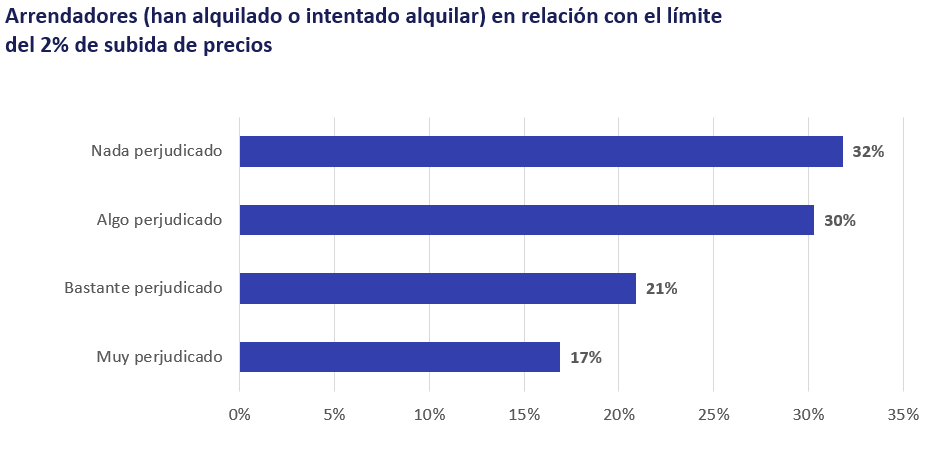 Arrendadores (han alquilado o intentado alquilar) en relación con el límite
del 2% de subida de precios
Nada perjudicado
32%
Algo perjudicado
30%
Bastante perjudicado
21%
Muy perjudicado
17%
0% 5% 10% 15% 20% 25% 30% 35%